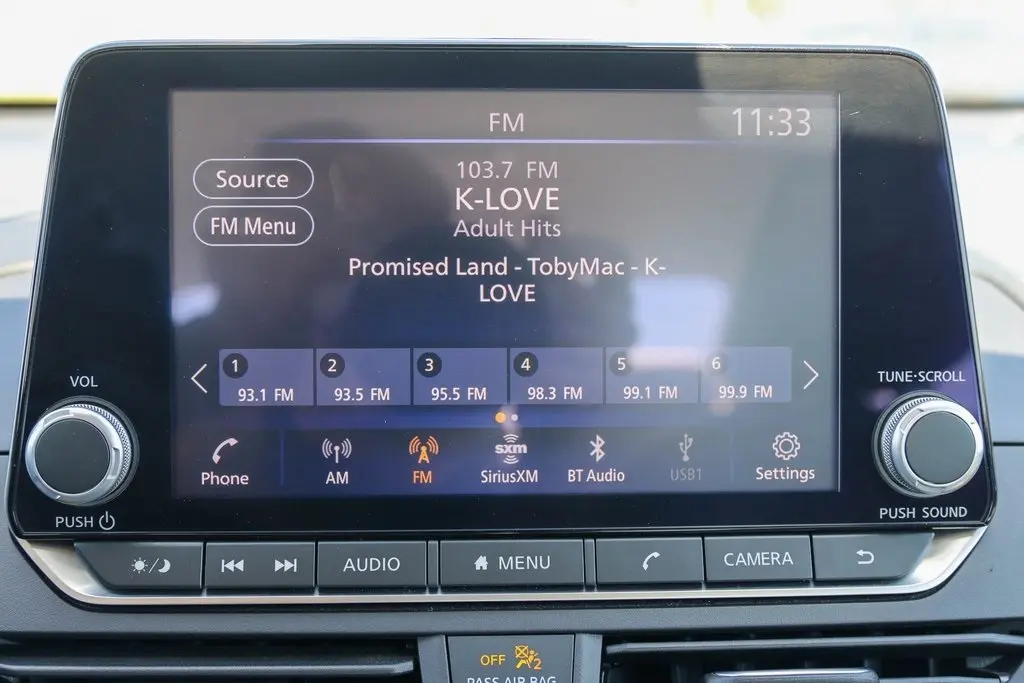 FM
11:33
Source
103.7 FM
K-LOVE
FM Menu
Adult Hits
Promised Land - TobyMac - K-
LOVE
1
2
3
4
5
6
93.1 FM
93.5 FM
95.5 FM
98.3 FM
99.1 FM
99.9 FM
VOL
TUNE·SCROLL
sxm
Phone
AM
FM
SiriusXM
BT Audio
USB1
Settings
PUSH
PUSH SOUND
AUDIO
MENU
CAMERA
OFF
2
PASS AIR BAG